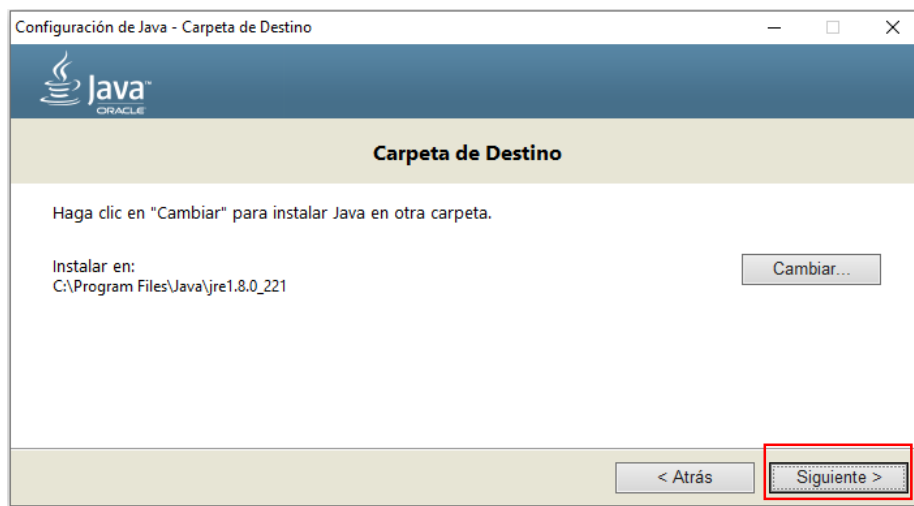 Configuración de Java - Carpeta de Destino
Java™
ORACLE
Carpeta de Destino
Haga clic en "Cambiar" para instalar Java en otra carpeta.
Instalar en:
C:\Program Files\Java\jre1.8.0_221
Cambiar...
< Atrás
Siguiente >